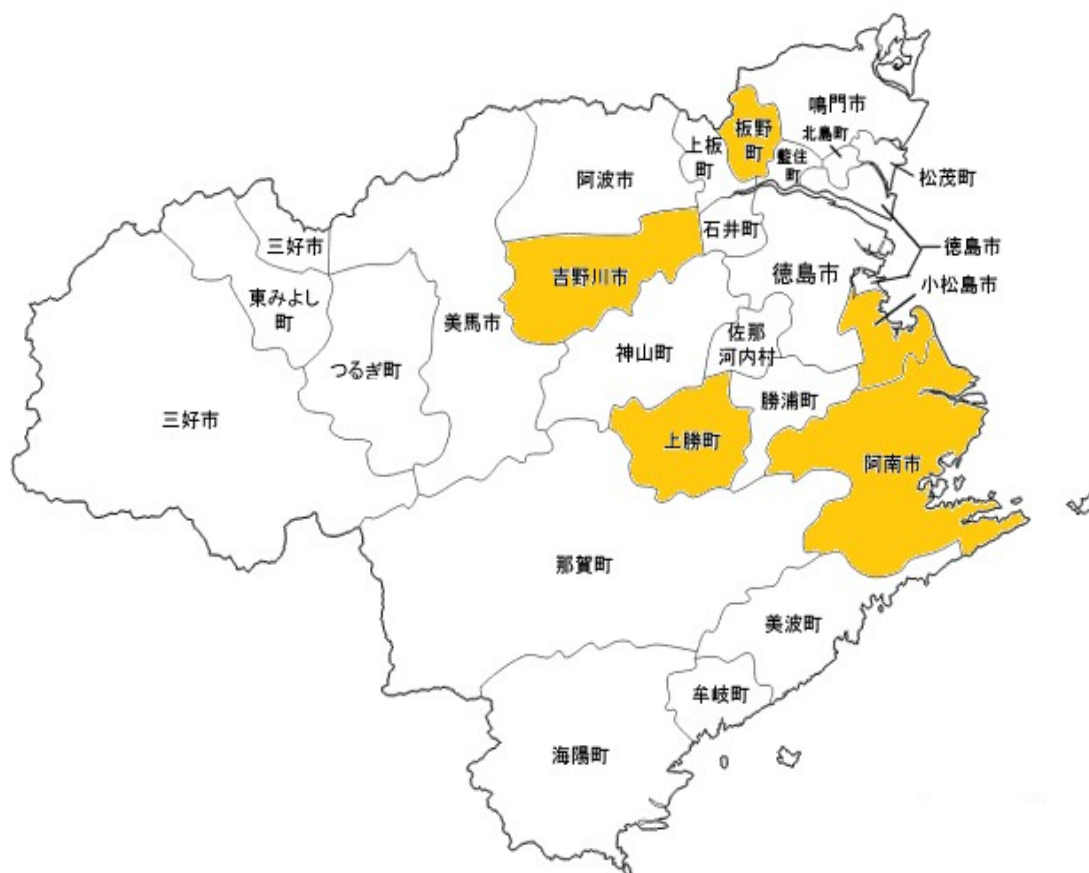 鳴門市
板野
町
北島町
上板
町
藍住
町
松茂町
阿波市
石井町
徳島市
三好市
吉野川市
徳島市
小松島市
東みよし
町
美馬市
佐那
河内村
神山町
つるぎ町
勝浦町
三好市
上勝町
阿南市
那賀町
美波町
牟岐町
海陽町